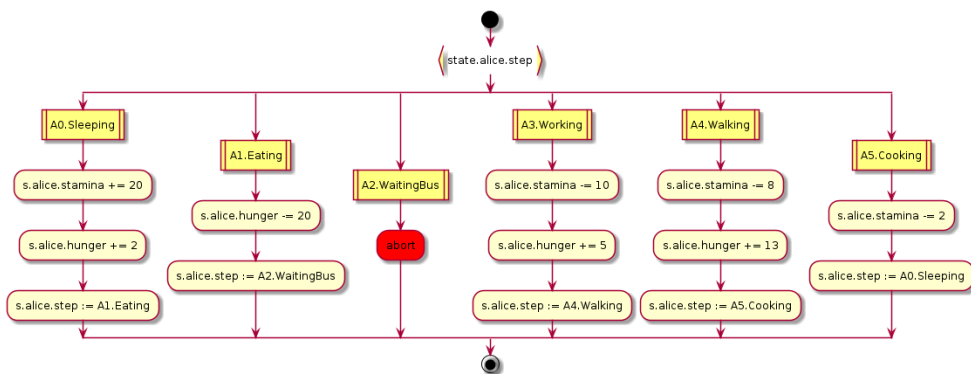 state.alice.step
A0.Sleeping
s.alice.stamina += 20
s.alice.hunger += 2
s.alice.step := A1.Eating
A1.Eating
s.alice.hunger -= 20
s.alice.step := A2.WaitingBus
A2.WaitingBus
abort
A3.Working
s.alice.stamina -= 10
s.alice.hunger += 5
s.alice.step := A4.Walking
A4.Walking
s.alice.stamina -= 8
s.alice.hunger += 13
s.alice.step := A5.Cooking
A5.Cooking
s.alice.stamina -= 2
s.alice.step := A0.Sleeping